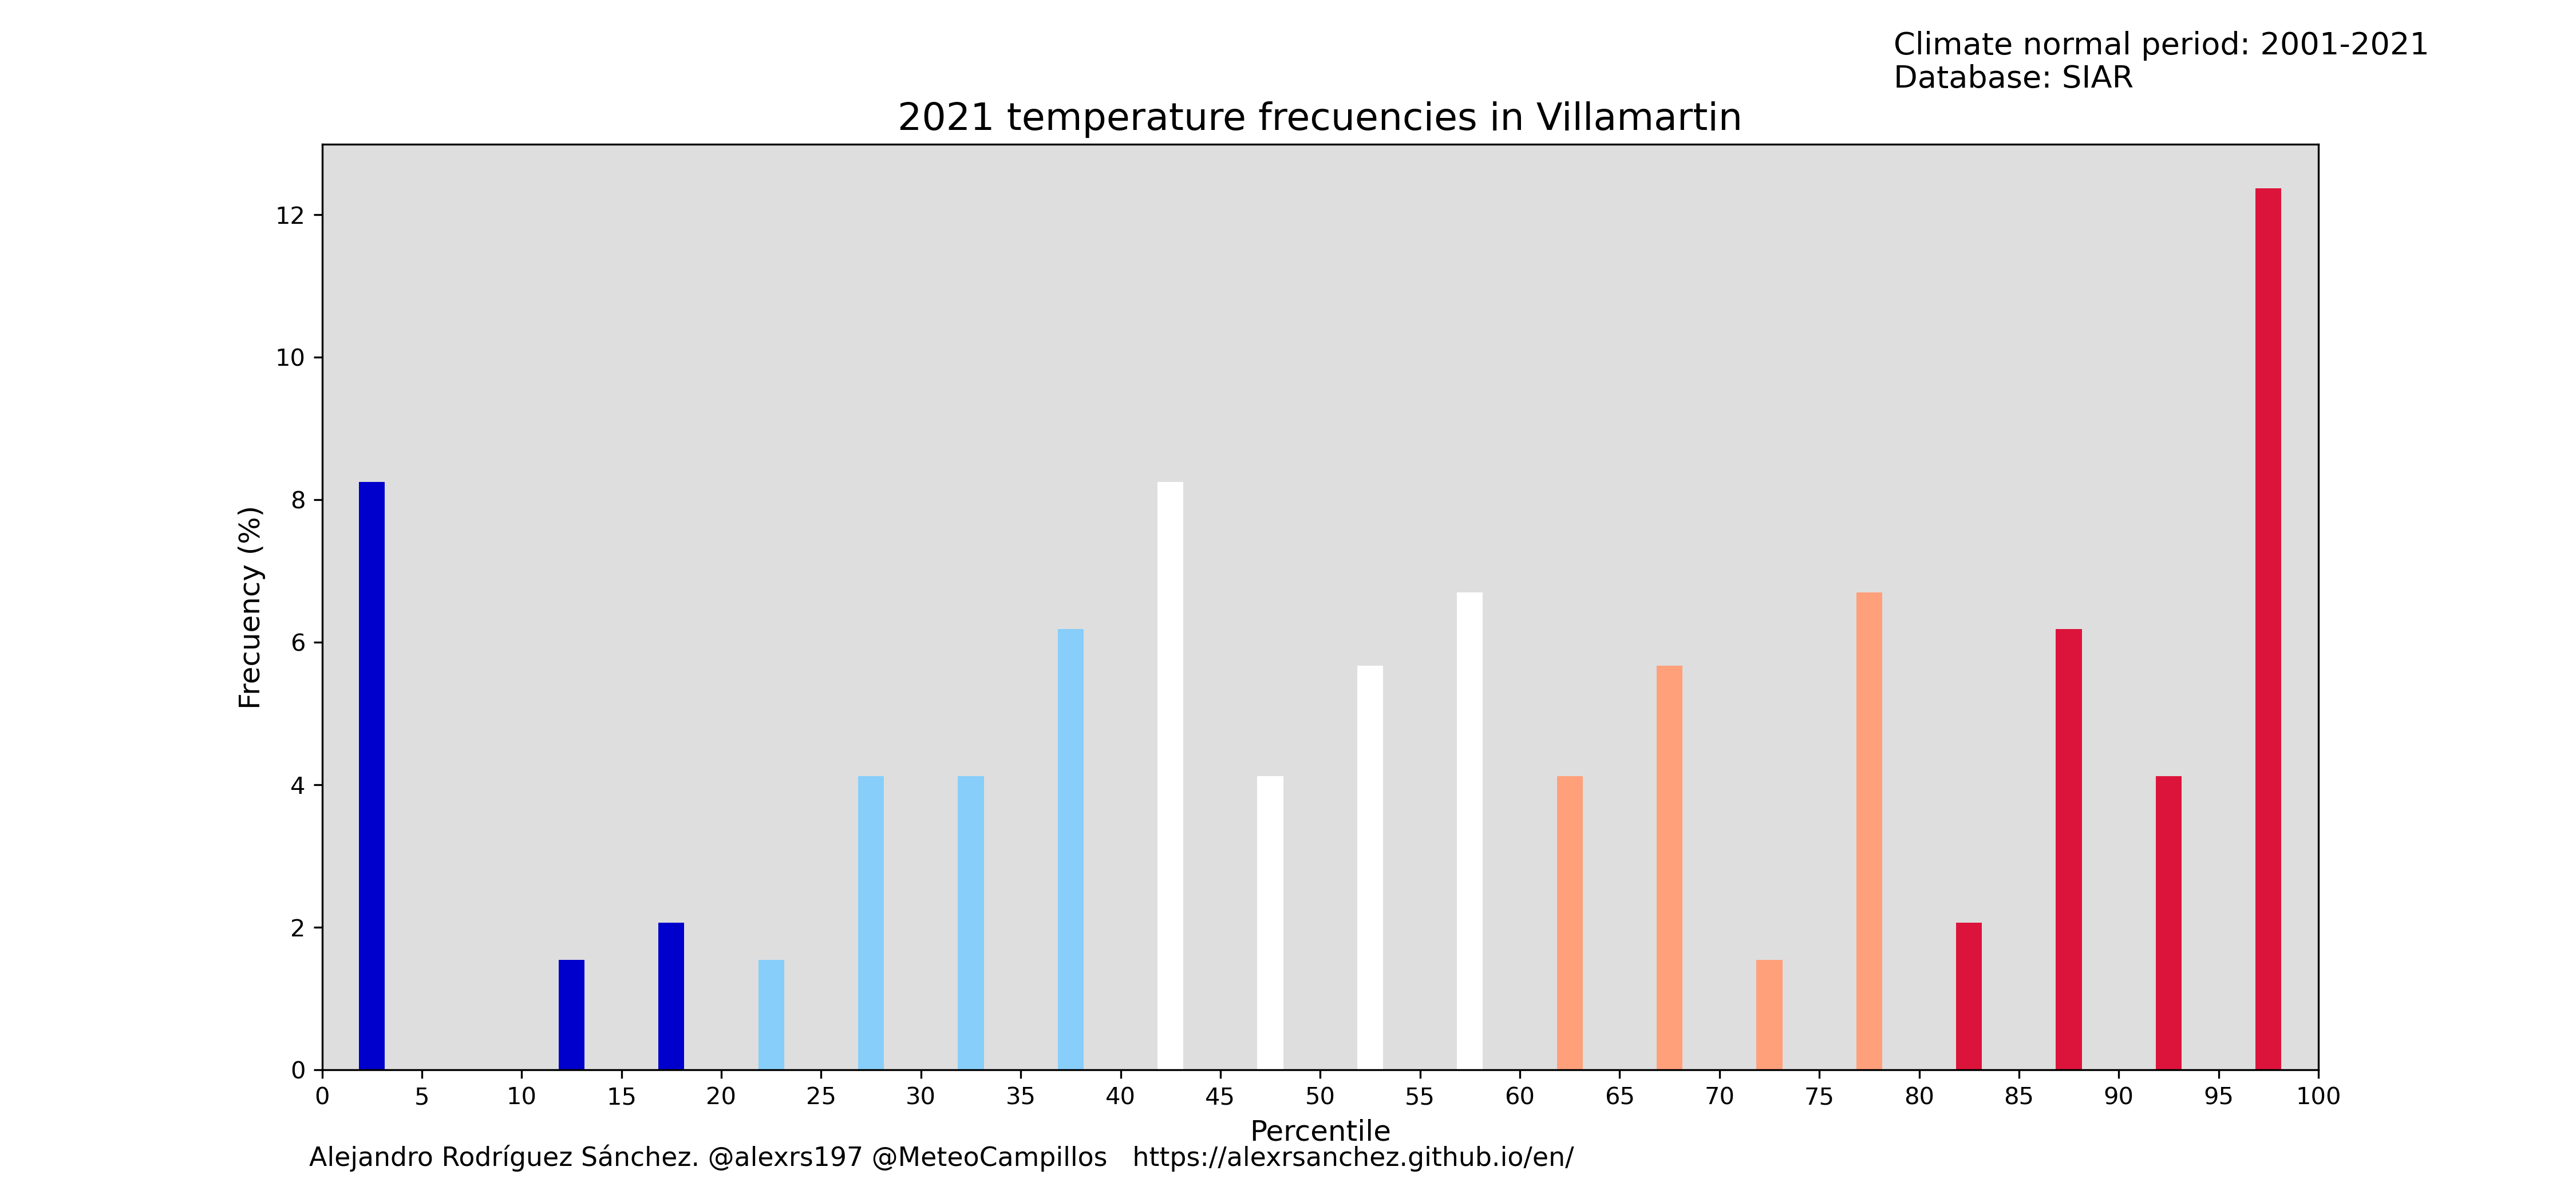 Climate normal period: 2001-2021
Database: SIAR
2021 temperature frecuencies in Villamartin
Frecuency (%)
12
10
8
6
4
2
0
0 5 10 15 20 25 30 35 40 45 50 55 60 65 70 75 80 85 90 95 100
Percentile
Alejandro Rodríguez Sánchez. @alexrs197 @MeteoCampillos https://alexrsanchez.github.io/en/